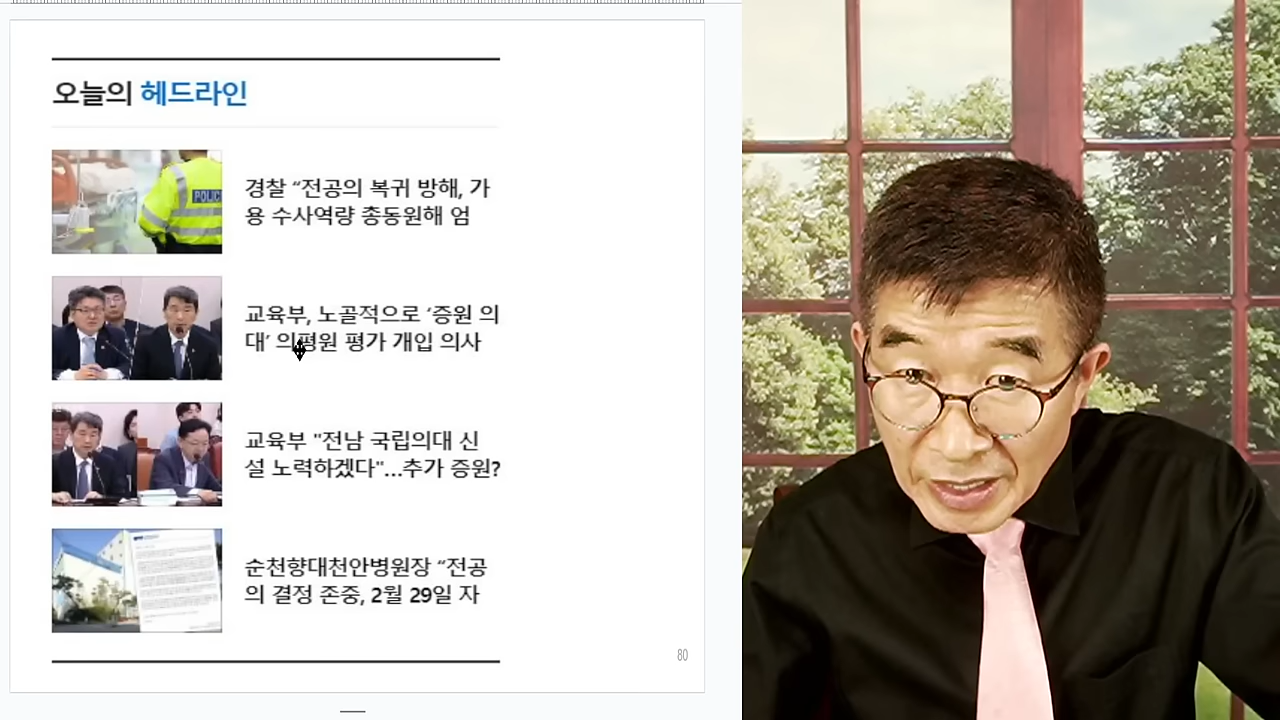 오늘의 헤드라인
POLICE
경찰 “전공의 복귀 방해, 가
용 수사역량 총동원해 엄
교육부, 노골적으로 ‘증원 의
대’ 의평원 평가 개입 의사
교육부 "전남 국립의대 신
설 노력하겠다"...추가 증원?
순천향대천안병원장 “전공
의 결정 존중, 2월 29일 자
80